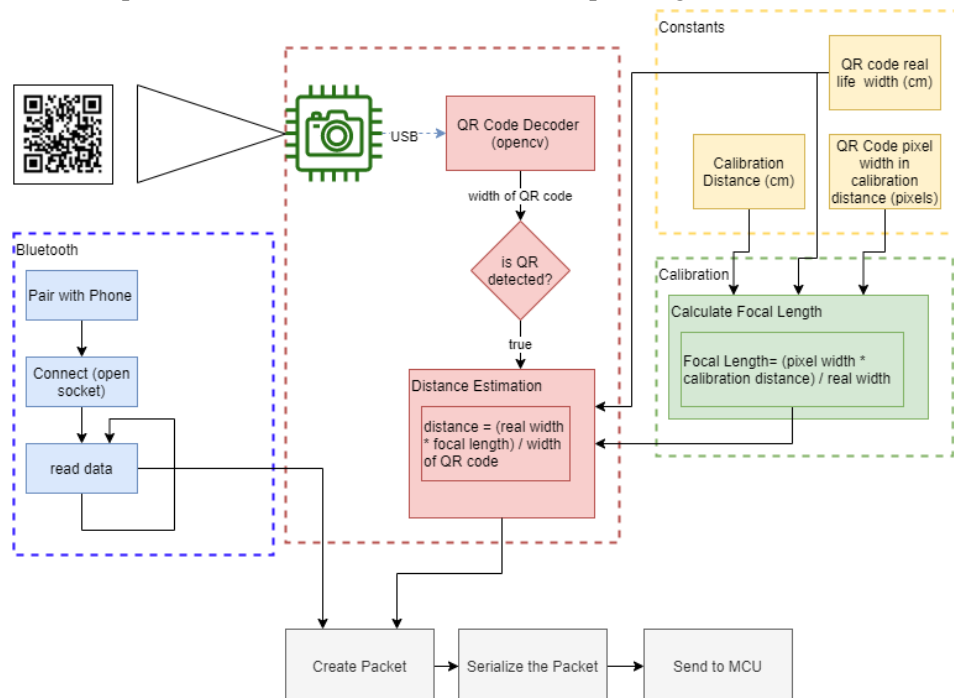 Constants
QR code real
life width (cm)
USB
QR Code Decoder
(opencv)
Calibration
Distance (cm)
QR Code pixel
width in
calibration
distance (pixels)
width of QR code
Bluetooth
is QR
detected?
Calibration
Pair with Phone
Calculate Focal Length
true
Focal Length= (pixel width *
calibration distance) / real width
Connect (open
socket)
Distance Estimation
distance = (real width
* focal length) / width
of QR code
read data
Create Packet
Serialize the Packet
Send to MCU